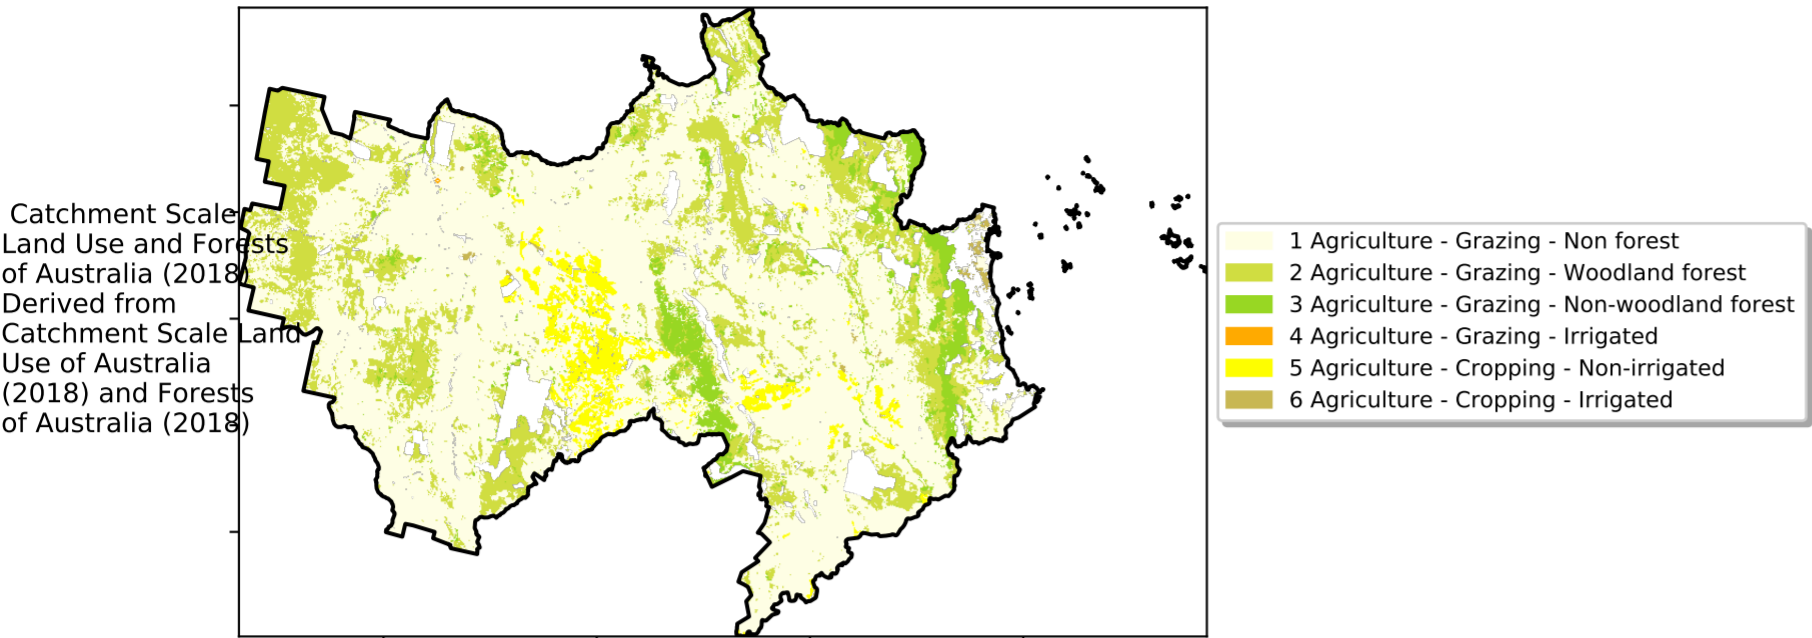 Catchment Scale
Land Use and Forests
of Australia (2018)
Derived from
Catchment Scale Land
Use of Australia
(2018) and Forests
of Australia (2018)
1 Agriculture - Grazing - Non forest
2 Agriculture - Grazing - Woodland forest
3 Agriculture - Grazing - Non-woodland forest
4 Agriculture - Grazing - Irrigated
5 Agriculture - Cropping - Non-irrigated
6 Agriculture - Cropping - Irrigated